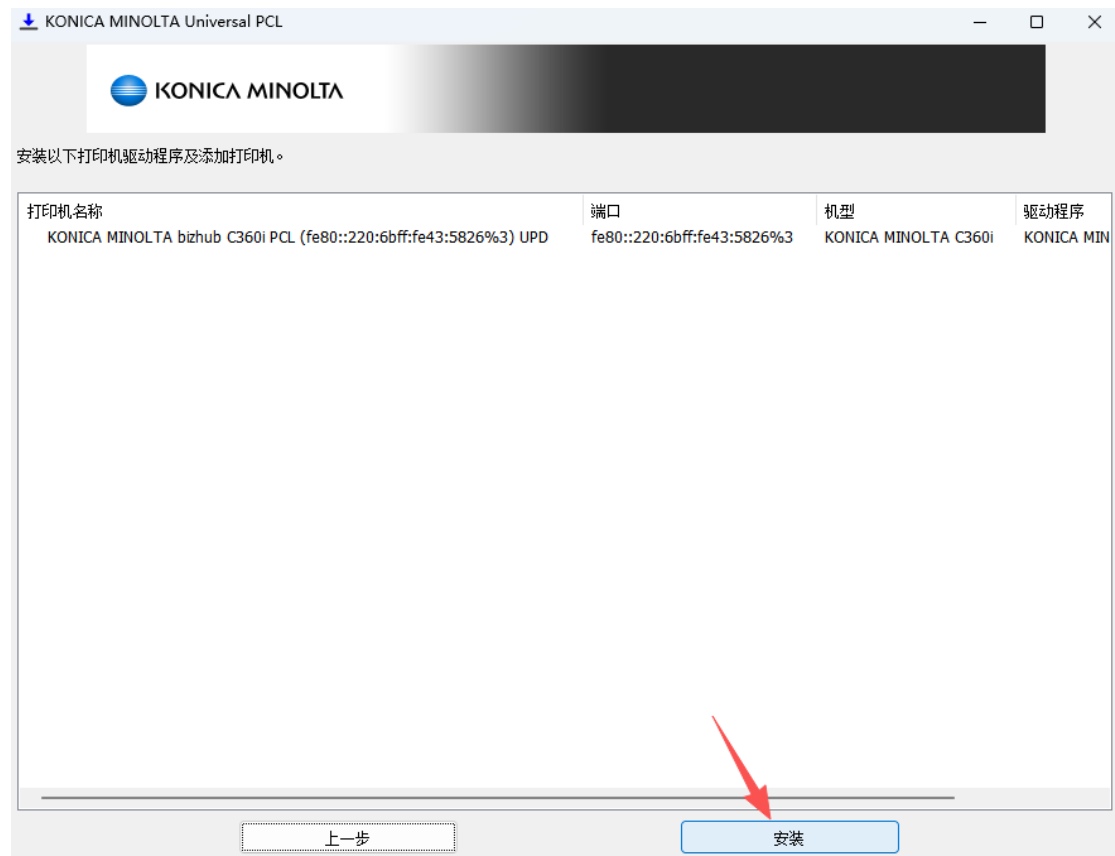 KONICA MINOLTA Universal PCL
KONICA MINOLTA
安装以下打印机驱动程序及添加打印机。
打印机名称 端口 机型 驱动程序
KONICA MINOLTA bizhub C360i PCL (fe80::220:6bff:fe43:5826%3) UPD fe80::220:6bff:fe43:5826%3 KONICA MINOLTA C360i KONICA MIN
上一步 安装